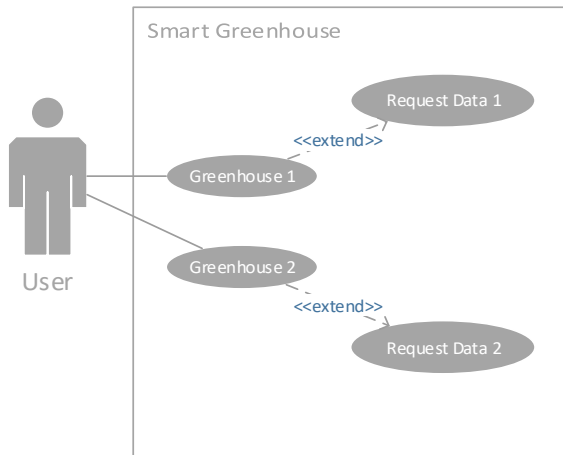 Smart Greenhouse
Request Data 1
<<extend>>
Greenhouse 1
Greenhouse 2
User
<<extend>>
Request Data 2